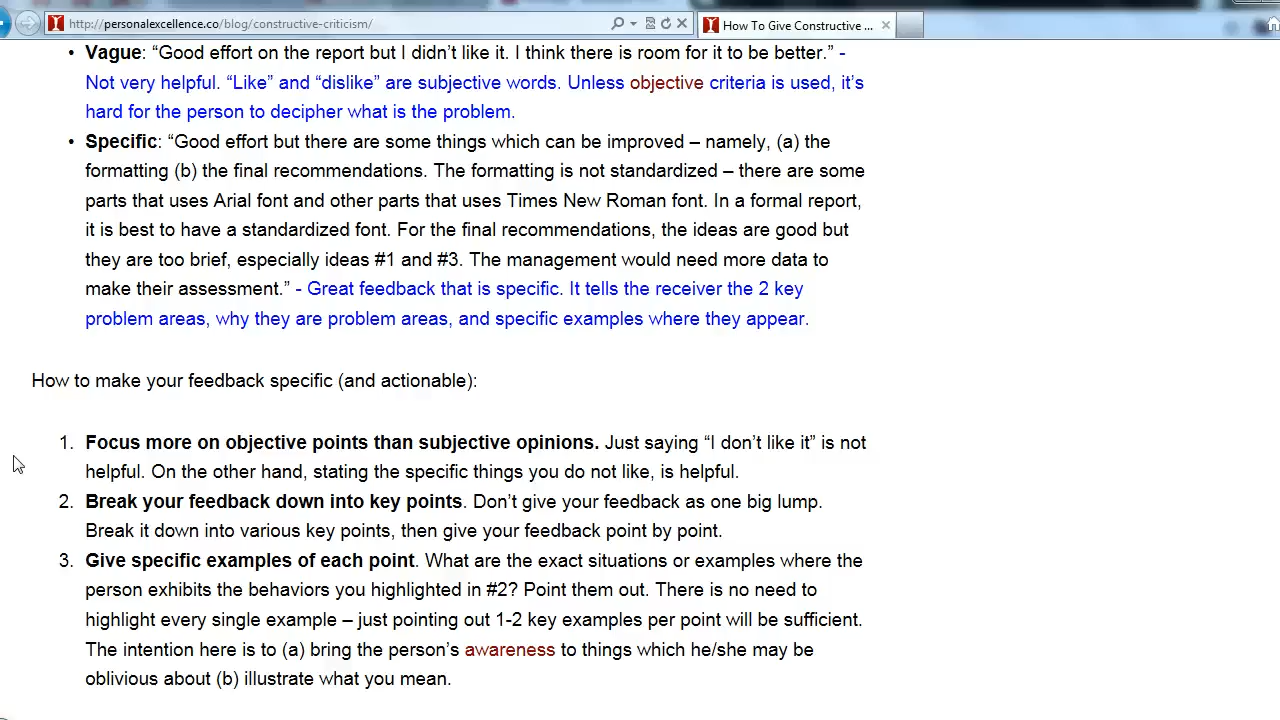 http://personalexcellence.co/blog/constructive-criticism/
How To Give Constructive ...
• Vague: “Good effort on the report but I didn’t like it. I think there is room for it to be better.” -
Not very helpful. “Like” and “dislike” are subjective words. Unless objective criteria is used, it’s
hard for the person to decipher what is the problem.
• Specific: “Good effort but there are some things which can be improved – namely, (a) the
formatting (b) the final recommendations. The formatting is not standardized – there are some
parts that uses Arial font and other parts that uses Times New Roman font. In a formal report,
it is best to have a standardized font. For the final recommendations, the ideas are good but
they are too brief, especially ideas #1 and #3. The management would need more data to
make their assessment.” - Great feedback that is specific. It tells the receiver the 2 key
problem areas, why they are problem areas, and specific examples where they appear.
How to make your feedback specific (and actionable):
1. Focus more on objective points than subjective opinions. Just saying “I don’t like it” is not
helpful. On the other hand, stating the specific things you do not like, is helpful.
2. Break your feedback down into key points. Don’t give your feedback as one big lump.
Break it down into various key points, then give your feedback point by point.
3. Give specific examples of each point. What are the exact situations or examples where the
person exhibits the behaviors you highlighted in #2? Point them out. There is no need to
highlight every single example – just pointing out 1-2 key examples per point will be sufficient.
The intention here is to (a) bring the person’s awareness to things which he/she may be
oblivious about (b) illustrate what you mean.